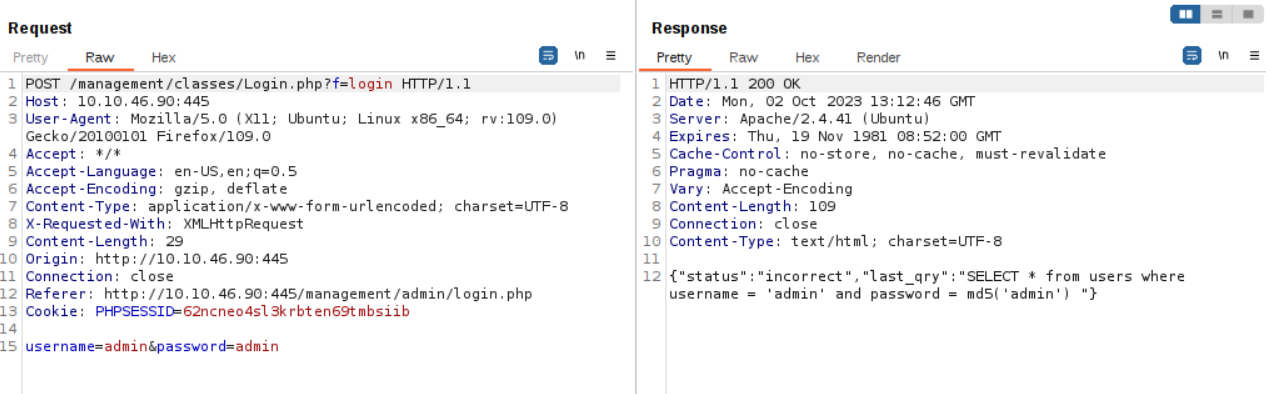 Request
Pretty Raw Hex \n
1 POST /management/classes/Login.php?f=login HTTP/1.1
2 Host: 10.10.46.90:445
3 User-Agent: Mozilla/5.0 (X11; Ubuntu; Linux x86_64; rv:109.0)
Gecko/20100101 Firefox/109.0
4 Accept: */*
5 Accept-Language: en-US,en;q=0.5
6 Accept-Encoding: gzip, deflate
7 Content-Type: application/x-www-form-urlencoded; charset=UTF-8
8 X-Requested-With: XMLHttpRequest
9 Content-Length: 29
10 Origin: http://10.10.46.90:445
11 Connection: close
12 Referer: http://10.10.46.90:445/management/admin/login.php
13 Cookie: PHPSESSID=62ncneo4sl3krbten69tmbsiib
14
15 username=admin&password=admin
Response
Pretty Raw Hex Render \n
1 HTTP/1.1 200 OK
2 Date: Mon, 02 Oct 2023 13:12:46 GMT
3 Server: Apache/2.4.41 (Ubuntu)
4 Expires: Thu, 19 Nov 1981 08:52:00 GMT
5 Cache-Control: no-store, no-cache, must-revalidate
6 Pragma: no-cache
7 Vary: Accept-Encoding
8 Content-Length: 109
9 Connection: close
10 Content-Type: text/html; charset=UTF-8
11
12 {"status":"incorrect","last_qry":"SELECT * from users where
username = 'admin' and password = md5('admin') "}